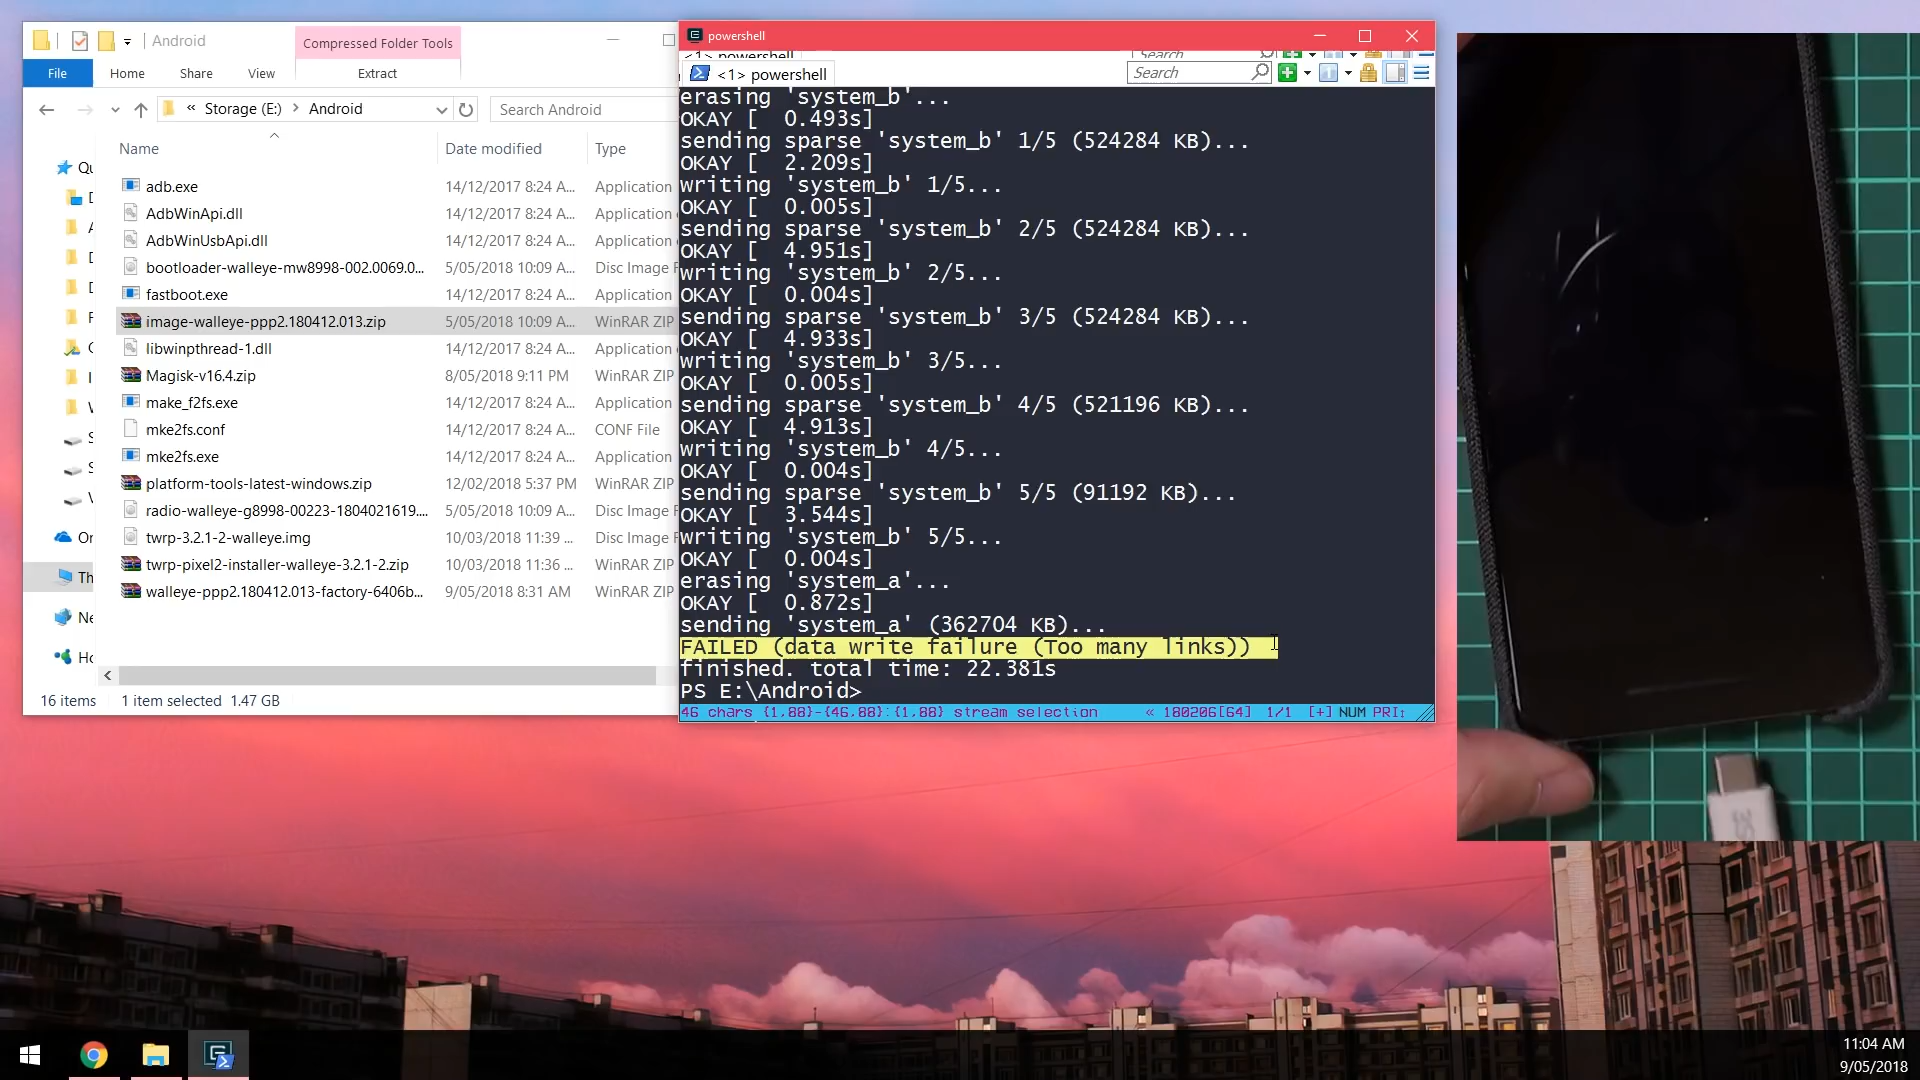 Android
Compressed Folder Tools
File
Home
Share
View
Extract
« Storage (E:) > Android
Search Android
Name
Date modified
Type
adb.exe 14/12/2017 8:24 A... Application
AdbWinApi.dll 14/12/2017 8:24 A... Application
AdbWinUsbApi.dll 14/12/2017 8:24 A... Application
bootloader-walleye-mw8998-002.0069.0... 5/05/2018 10:09 A... Disc Image F
fastboot.exe 14/12/2017 8:24 A... Application
image-walleye-ppp2.180412.013.zip 5/05/2018 10:09 A... WinRAR ZIP
libwinpthread-1.dll 14/12/2017 8:24 A... Application
Magisk-v16.4.zip 8/05/2018 9:11 PM WinRAR ZIP
make_f2fs.exe 14/12/2017 8:24 A... Application
mke2fs.conf 14/12/2017 8:24 A... CONF File
mke2fs.exe 14/12/2017 8:24 A... Application
platform-tools-latest-windows.zip 12/02/2018 5:37 PM WinRAR ZIP
radio-walleye-g8998-00223-1804021619.... 5/05/2018 10:09 A... Disc Image F
twrp-3.2.1-2-walleye.img 10/03/2018 11:39 ... Disc Image F
twrp-pixel2-installer-walleye-3.2.1-2.zip 10/03/2018 11:36 ... WinRAR ZIP
walleye-ppp2.180412.013-factory-6406b... 9/05/2018 8:31 AM WinRAR ZIP
Qu
D
A
D
D
F
G
I
V
S
S
V
On
Th
Ne
Ho
16 items
1 item selected 1.47 GB
powershell
<1> powershell
Search
<1> powershell
Search
erasing 'system_b'...
OKAY [  0.493s]
sending sparse 'system_b' 1/5 (524284 KB)...
OKAY [  2.209s]
writing 'system_b' 1/5...
OKAY [  0.005s]
sending sparse 'system_b' 2/5 (524284 KB)...
OKAY [  4.951s]
writing 'system_b' 2/5...
OKAY [  0.004s]
sending sparse 'system_b' 3/5 (524284 KB)...
OKAY [  4.933s]
writing 'system_b' 3/5...
OKAY [  0.005s]
sending sparse 'system_b' 4/5 (521196 KB)...
OKAY [  4.913s]
writing 'system_b' 4/5...
OKAY [  0.004s]
sending sparse 'system_b' 5/5 (91192 KB)...
OKAY [  3.544s]
writing 'system_b' 5/5...
OKAY [  0.004s]
erasing 'system_a'...
OKAY [  0.872s]
sending 'system_a' (362704 KB)...
FAILED (data write failure (Too many links))
finished. total time: 22.381s
PS E:\Android>
46 chars {1,88}-{46,88}:{1,88} stream selection « 180206[64] 1/1 [+] NUM PRI↕
11:04 AM
9/05/2018